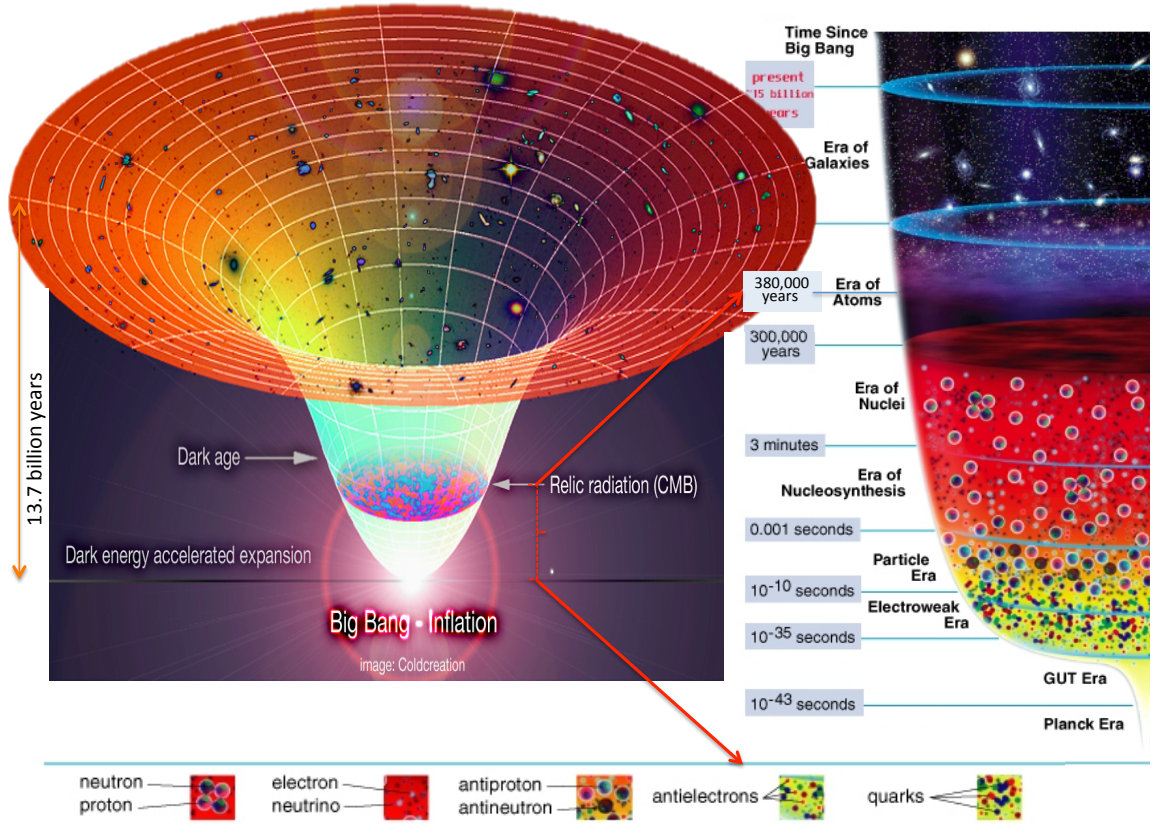 Time Since
Big Bang
present
~15 billion
years
Era of
Galaxies
380,000
years
Era of
Atoms
300,000
years
Era of
Nuclei
3 minutes
Era of
Nucleosynthesis
0.001 seconds
Particle
Era
10-10 seconds
Electroweak
Era
10-35 seconds
GUT Era
10-43 seconds
Planck Era
13.7 billion years
Dark age
Relic radiation (CMB)
Dark energy accelerated expansion
Big Bang - Inflation
image: Coldcreation
neutron
proton
electron
neutrino
antiproton
antineutron
antielectrons
quarks